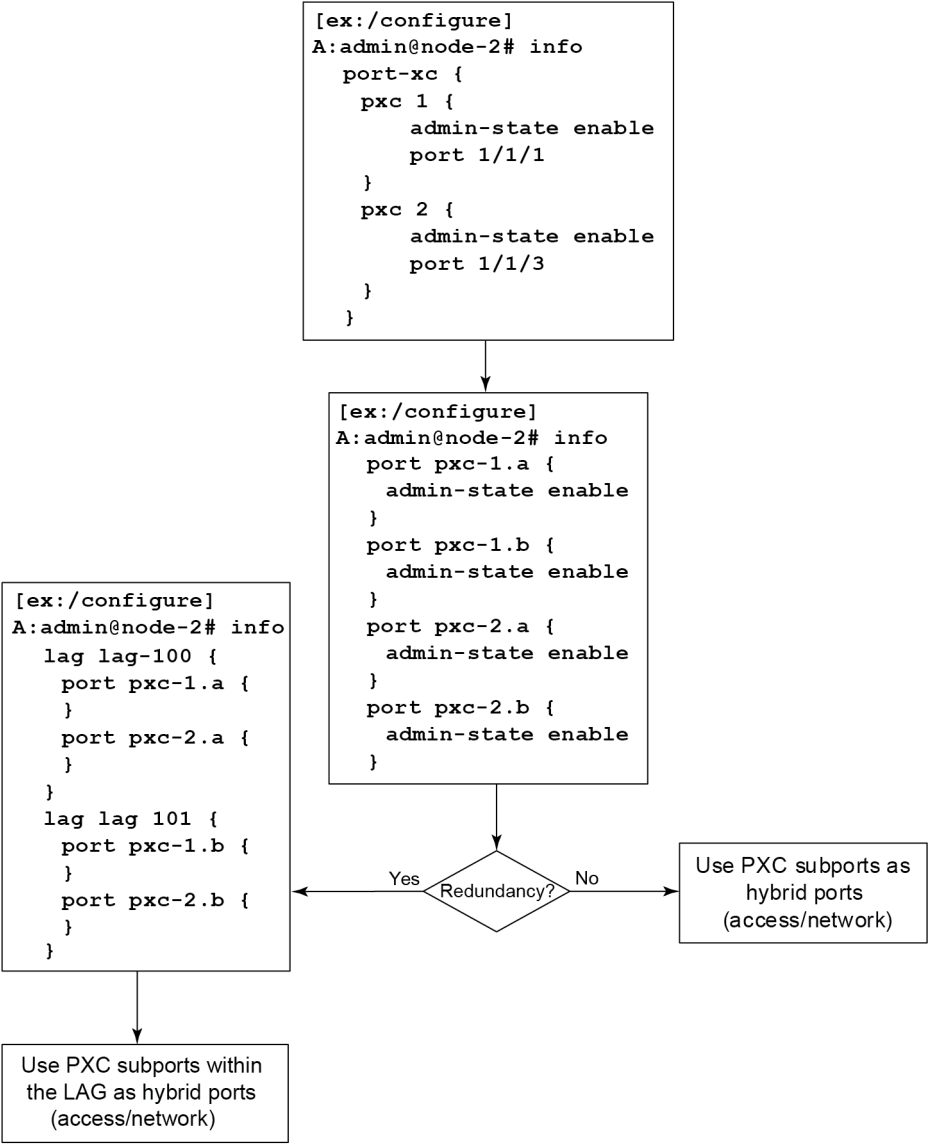 [ex:/configure]
A:admin@node-2# info
port-xc {
pxc 1 {
admin-state enable
port 1/1/1
}
pxc 2 {
admin-state enable
port 1/1/3
}
}
[ex:/configure]
A:admin@node-2# info
port pxc-1.a {
admin-state enable
}
port pxc-1.b {
admin-state enable
}
port pxc-2.a {
admin-state enable
}
port pxc-2.b {
admin-state enable
}
Redundancy?
Yes
No
[ex:/configure]
A:admin@node-2# info
lag lag-100 {
port pxc-1.a {
}
port pxc-2.a {
}
}
lag lag 101 {
port pxc-1.b {
}
port pxc-2.b {
}
}
Use PXC subports as
hybrid ports
(access/network)
Use PXC subports within
the LAG as hybrid ports
(access/network)